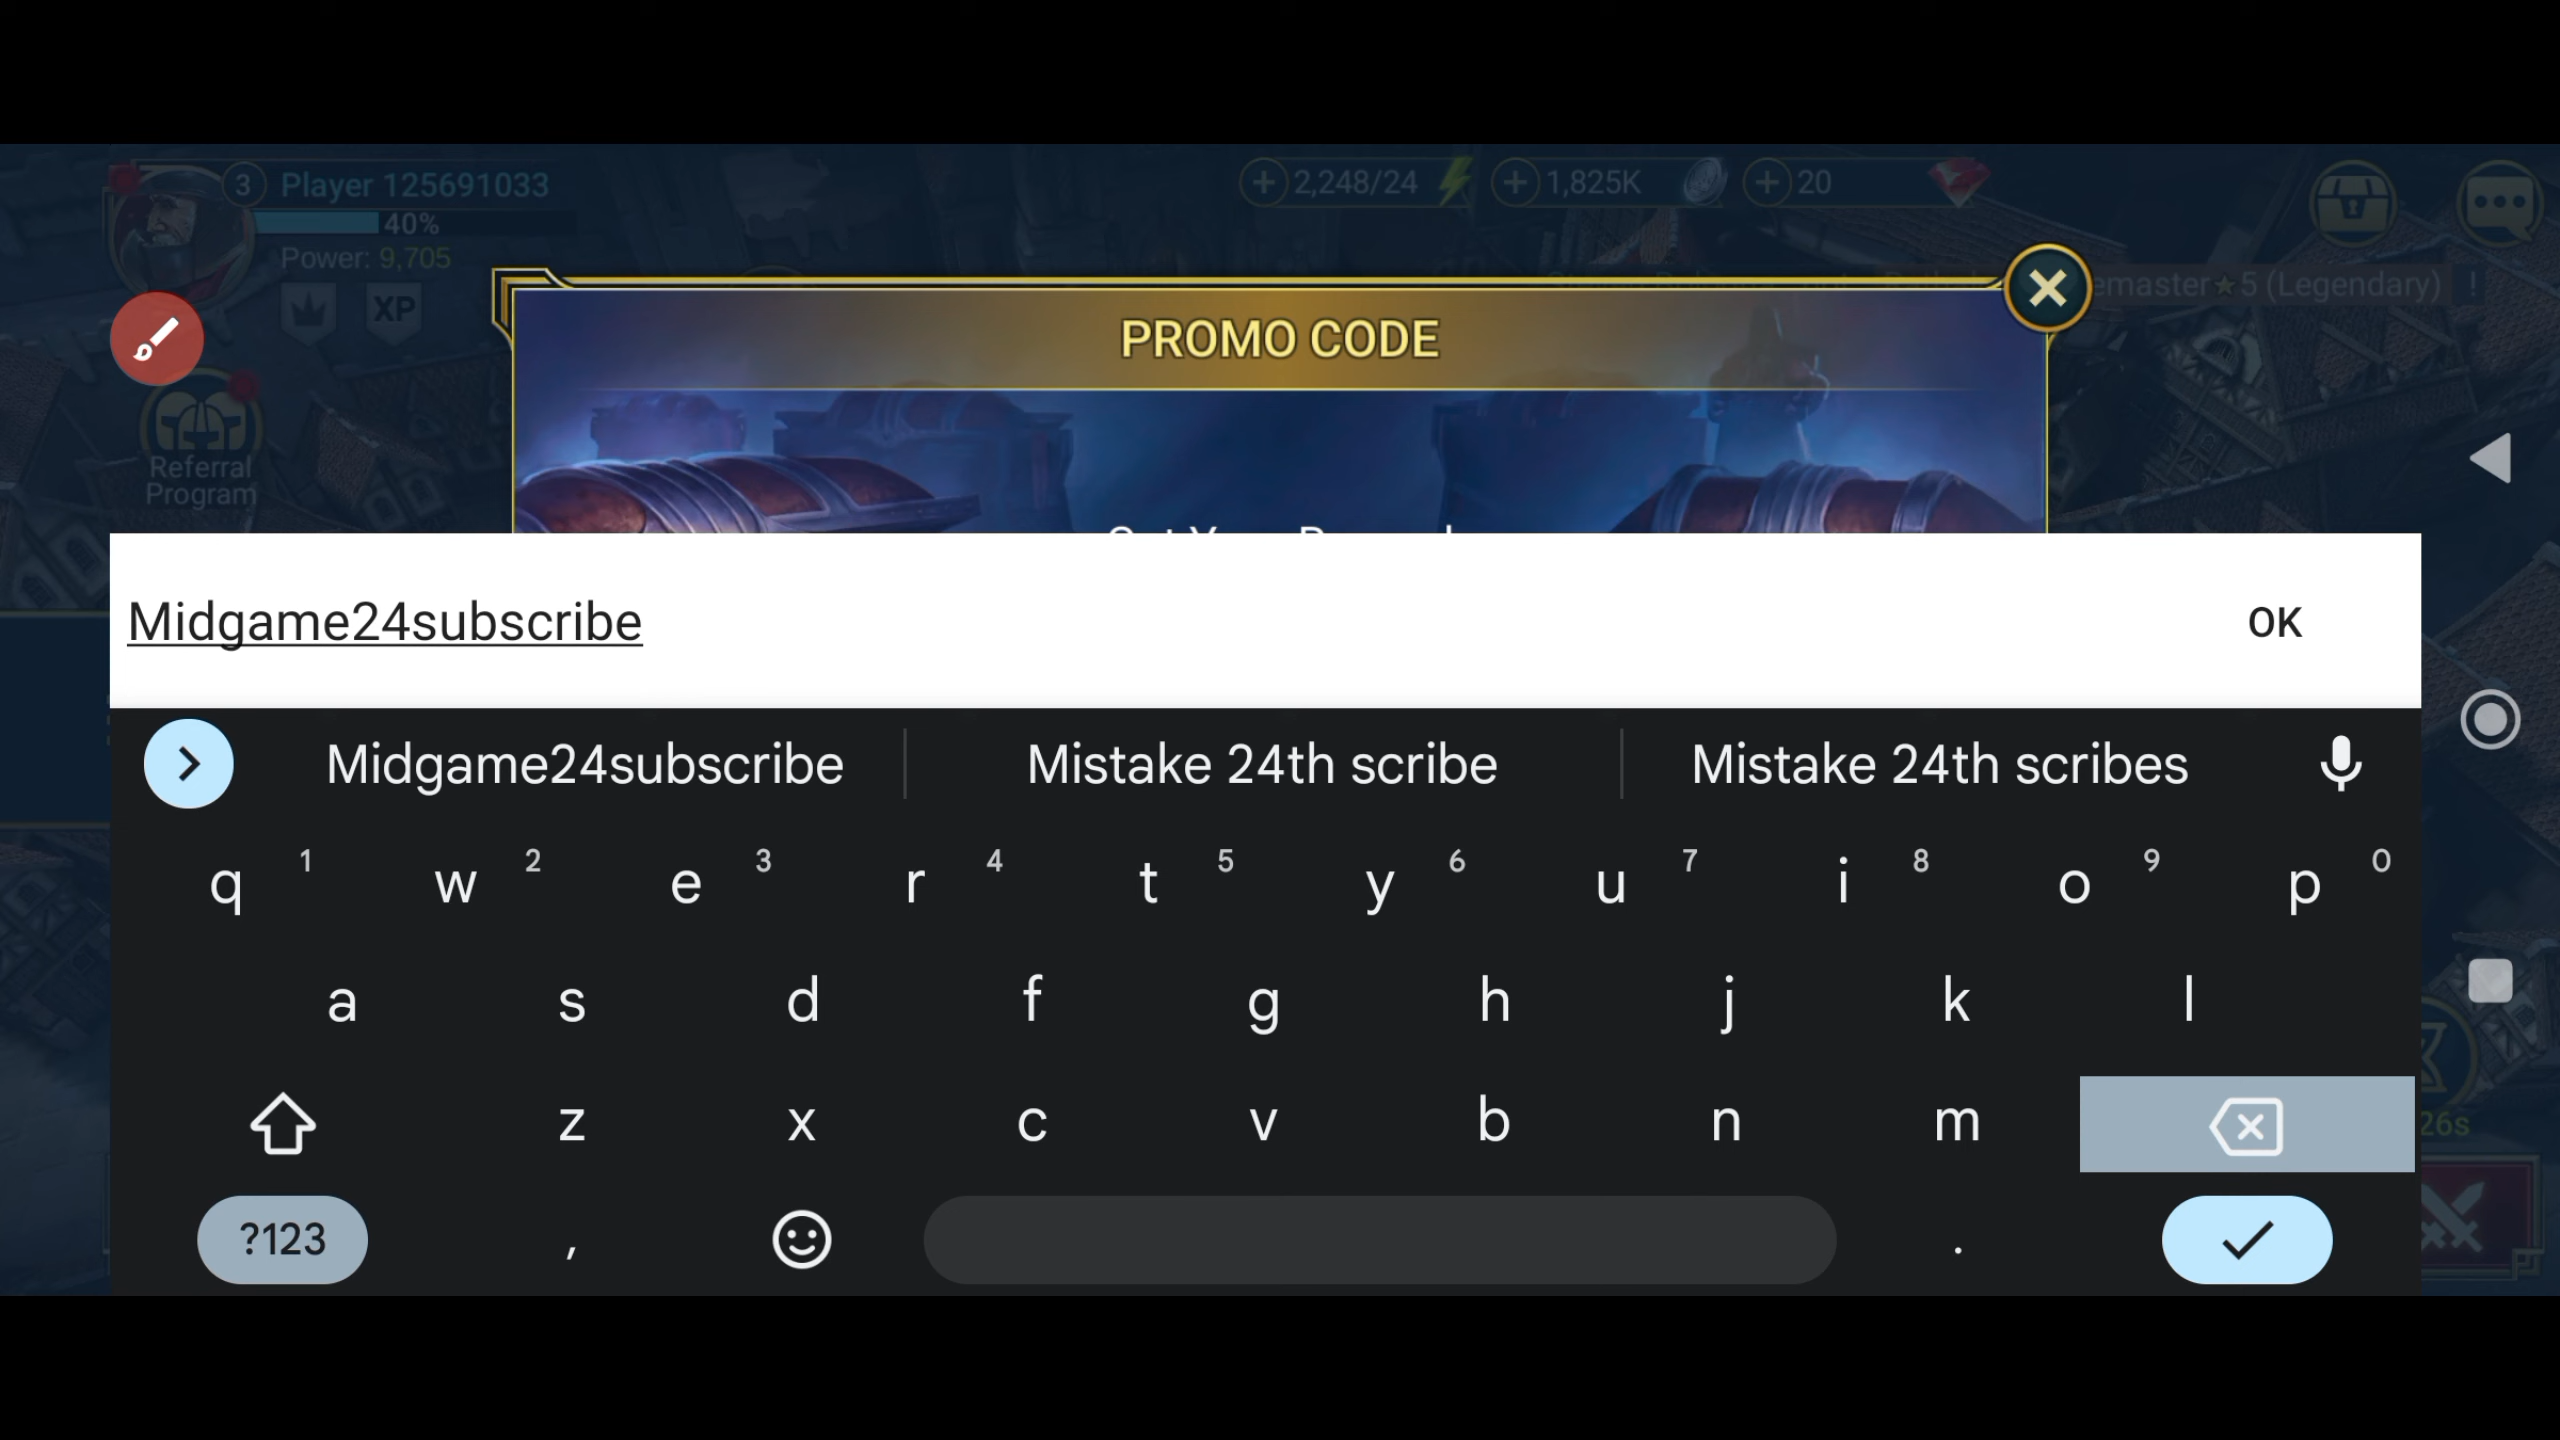 3 Player 125691033
40%
Power: 9,705
XP
2,248/24
1,825K
20
emaster★5 (Legendary) !
PROMO CODE
Referral
Program
Midgame24subscribe
OK
Midgame24subscribe
Mistake 24th scribe
Mistake 24th scribes
q 1 w 2 e 3 r 4 t 5 y 6 u 7 i 8 o 9 p 0
a s d f g h j k l
z x c v b n m
26s
?123 , .